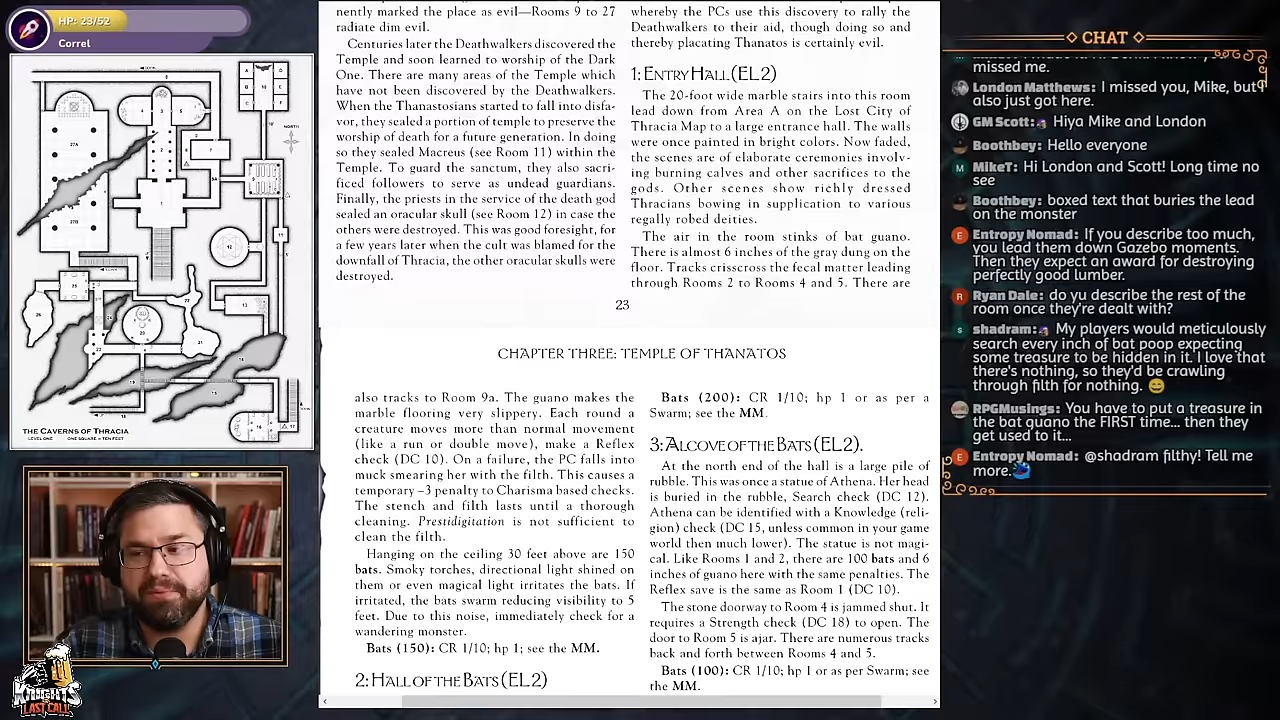 HP: 23/52
Correl
NORTH
THE CAVERNS OF THRACIA
LEVEL ONE ONE SQUARE = TEN FEET
KNIGHTS
LAST CALL
nently marked the place as evil—Rooms 9 to 27
radiate dim evil.
Centuries later the Deathwalkers discovered the
Temple and soon learned to worship of the Dark
One. There are many areas of the Temple which
have not been discovered by the Deathwalkers.
When the Thanatosians started to fall into disfa-
vor, they sealed a portion of temple to preserve the
worship of death for a future generation. In doing
so they sealed Macreus (see Room 11) within the
Temple. To guard the sanctum, they also sacri-
ficed followers to serve as undead guardians.
Finally, the priests in the service of the death god
sealed an oracular skull (see Room 12) in case the
others were destroyed. This was good foresight, for
a few years later when the cult was blamed for the
downfall of Thracia, the other oracular skulls were
destroyed.
whereby the PCs use this discovery to rally the
Deathwalkers to their aid, though doing so and
thereby placating Thanatos is certainly evil.
1: ENTRY HALL (EL 2)
The 20-foot wide marble stairs into this room
lead down from Area A on the Lost City of
Thracia Map to a large entrance hall. The walls
were once painted in bright colors. Now faded,
the scenes are of elaborate ceremonies involv-
ing burning calves and other sacrifices to the
gods. Other scenes show richly dressed
Thracians bowing in supplication to various
regally robed deities.
The air in the room stinks of bat guano.
There is almost 6 inches of the gray dung on the
floor. Tracks crisscross the fecal matter leading
through Rooms 2 to Rooms 4 and 5. There are
23
CHAPTER THREE: TEMPLE OF THANATOS
also tracks to Room 9a. The guano makes the
marble flooring very slippery. Each round a
creature moves more than normal movement
(like a run or double move), make a Reflex
check (DC 10). On a failure, the PC falls into
muck smearing her with the filth. This causes a
temporary –3 penalty to Charisma based checks.
The stench and filth lasts until a thorough
cleaning. Prestidigitation is not sufficient to
clean the filth.
Hanging on the ceiling 30 feet above are 150
bats. Smoky torches, directional light shined on
them or even magical light irritates the bats. If
irritated, the bats swarm reducing visibility to 5
feet. Due to this noise, immediately check for a
wandering monster.
Bats (150): CR 1/10; hp 1; see the MM.
2: HALL OF THE BATS (EL 2)
Bats (200): CR 1/10; hp 1 or as per a
Swarm; see the MM.
3: ALCOVE OF THE BATS (EL 2).
At the north end of the hall is a large pile of
rubble. This was once a statue of Athena. Her head
is buried in the rubble, Search check (DC 12).
Athena can be identified with a Knowledge (reli-
gion) check (DC 15, unless common in your game
world then much lower). The statue is not magi-
cal. Like Rooms 1 and 2, there are 100 bats and 6
inches of guano here with the same penalties. The
Reflex save is the same as Room 1 (DC 10).
The stone doorway to Room 4 is jammed shut. It
requires a Strength check (DC 18) to open. The
door to Room 5 is ajar. There are numerous tracks
back and forth between Rooms 4 and 5.
Bats (100): CR 1/10; hp 1 or as per Swarm; see
the MM.
CHAT
missed me.
London Matthews: I missed you, Mike, but I
also just got here.
GM Scott: Hiya Mike and London
Boothbey: Hello everyone
MikeT: Hi London and Scott! Long time no
see
Boothbey: boxed text that buries the lead
on the monster
Entropy Nomad: If you describe too much,
you lead them down Gazebo moments.
Then they expect an award for destroying
perfectly good lumber.
Ryan Dale: do yu describe the rest of the
room once they're dealt with?
shadram: My players would meticulously
search every inch of bat poop expecting
some treasure to be hidden in it. I love that
there's nothing, so they'd be crawling
through filth for nothing. 😄
RPGMusings: You have to put a treasure in
the bat guano the FIRST time... then they
get used to it...
Entropy Nomad: @shadram filthy! Tell me
more.